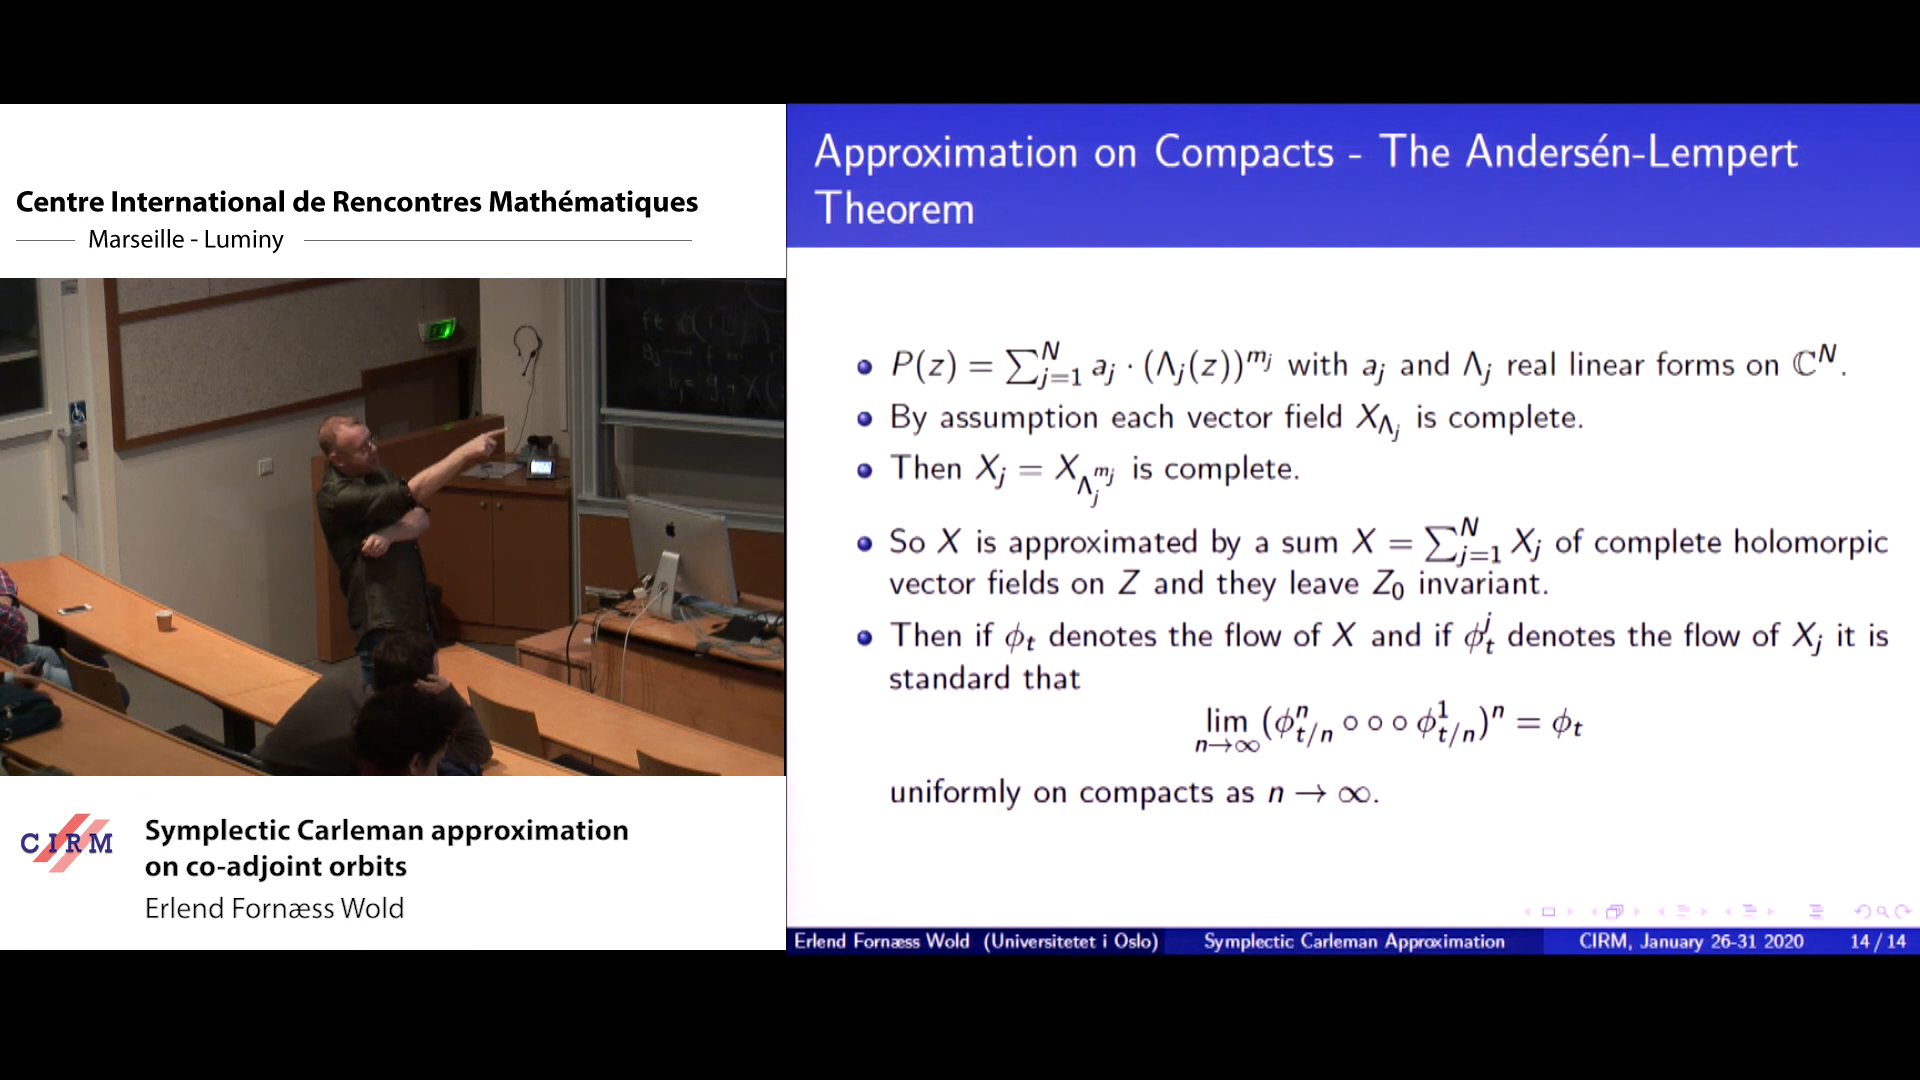 Centre International de Rencontres Mathématiques
Marseille - Luminy
CIRM
Symplectic Carleman approximation
on co-adjoint orbits
Erlend Fornæss Wold
Approximation on Compacts - The Andersén-Lempert
Theorem
P(z) = ∑_{j=1}^{N} a_j · (Λ_j(z))^{m_j} with a_j and Λ_j real linear forms on ℂ^N.
By assumption each vector field X_{Λ_j} is complete.
Then X_j = X_{Λ_j^{m_j}} is complete.
So X is approximated by a sum X = ∑_{j=1}^{N} X_j of complete holomorpic
vector fields on Z and they leave Z_0 invariant.
Then if ϕ_t denotes the flow of X and if ϕ_t^j denotes the flow of X_j it is
standard that
lim_{n→∞} (ϕ^n_{t/n} ∘ ∘ ∘ ϕ^1_{t/n})^n = ϕ_t
uniformly on compacts as n → ∞.
Erlend Fornæss Wold (Universitetet i Oslo) Symplectic Carleman Approximation CIRM, January 26-31 2020 14 / 14